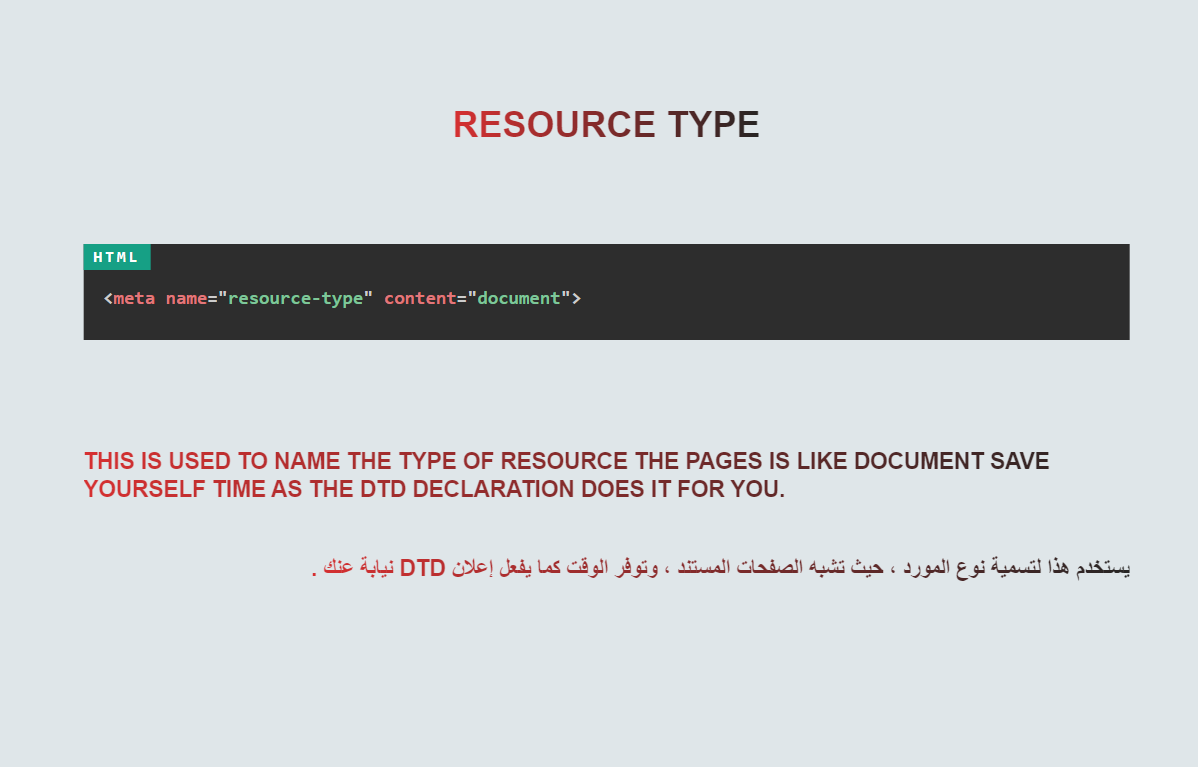 RESOURCE TYPE
HTML
<meta name="resource-type" content="document">
THIS IS USED TO NAME THE TYPE OF RESOURCE THE PAGES IS LIKE DOCUMENT SAVE
YOURSELF TIME AS THE DTD DECLARATION DOES IT FOR YOU.
يستخدم هذا لتسمية نوع المورد ، حيث تشبه الصفحات المستند ، وتوفر الوقت كما يفعل إعلان DTD نيابة عنك .